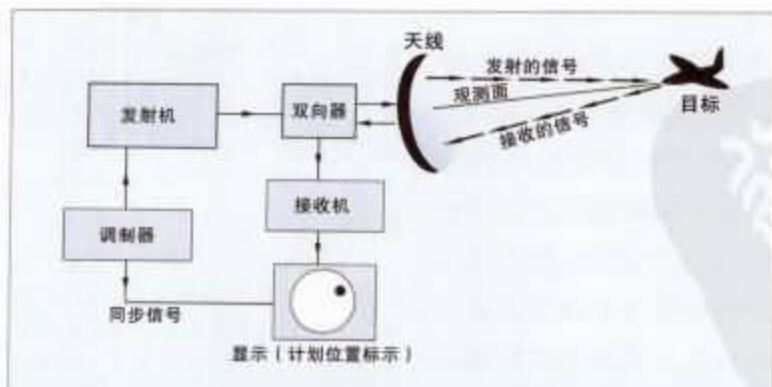 天线
发射的信号
观测面
接收的信号
目标
发射机
双向器
调制器
接收机
同步信号
显示（计划位置标示）